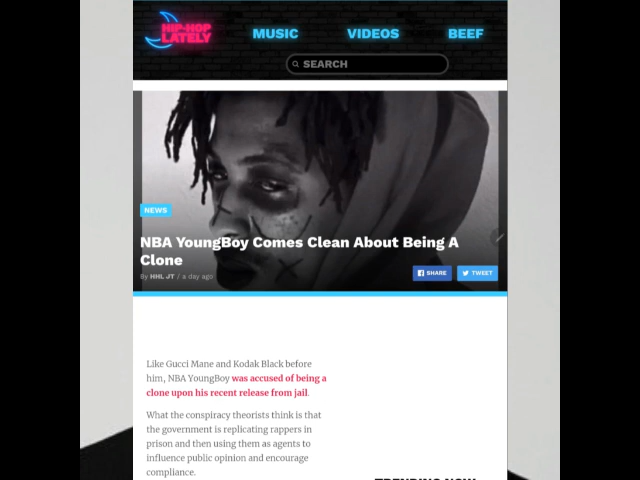 HIP-HOP
LATELY
MUSIC
VIDEOS
BEEF
SEARCH
NEWS
NBA YoungBoy Comes Clean About Being A
Clone
By HHL JT / a day ago
SHARE
TWEET
Like Gucci Mane and Kodak Black before
him, NBA YoungBoy was accused of being a
clone upon his recent release from jail.
What the conspiracy theorists think is that
the government is replicating rappers in
prison and then using them as agents to
influence public opinion and encourage
compliance.
TRENDING NOW